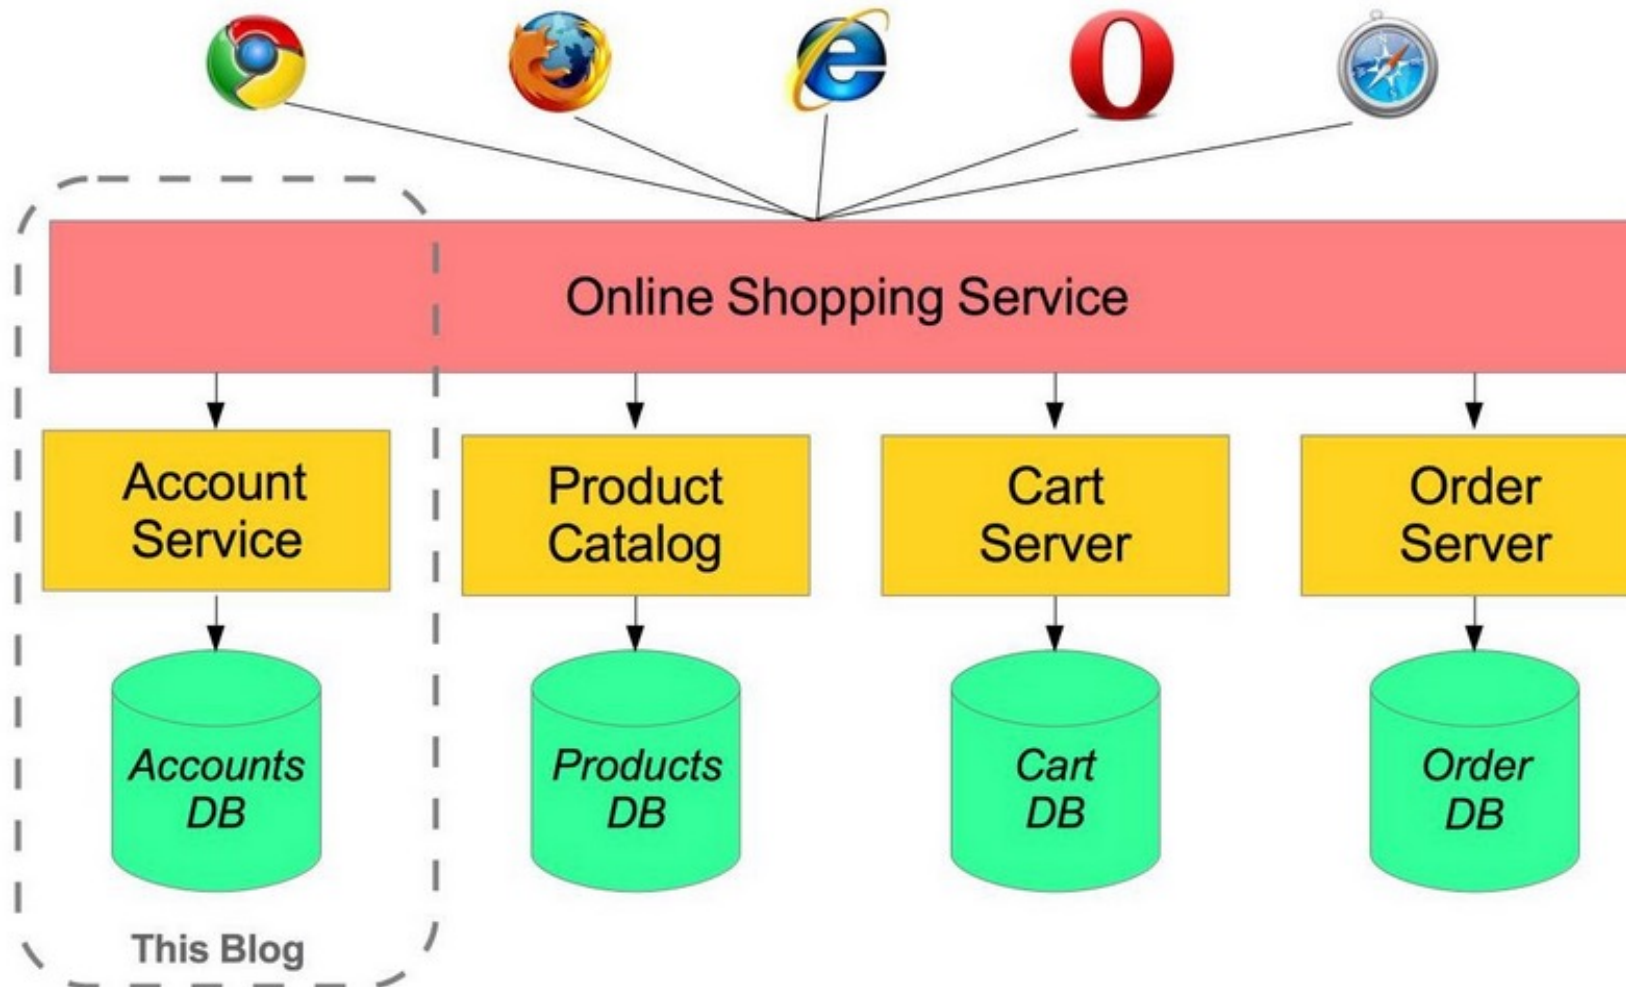 Online Shopping Service
Account
Service
Product
Catalog
Cart
Server
Order
Server
Accounts
DB
Products
DB
Cart
DB
Order
DB
This Blog